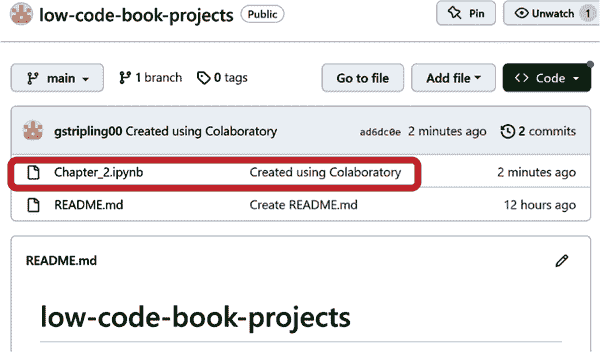 low-code-book-projects Public Pin Unwatch 1
main 1 branch 0 tags Go to file Add file <> Code
gstripling00 Created using Colaboratory ad6dc0e 2 minutes ago 2 commits
Chapter_2.ipynb Created using Colaboratory 2 minutes ago
README.md Create README.md 12 hours ago
README.md
low-code-book-projects